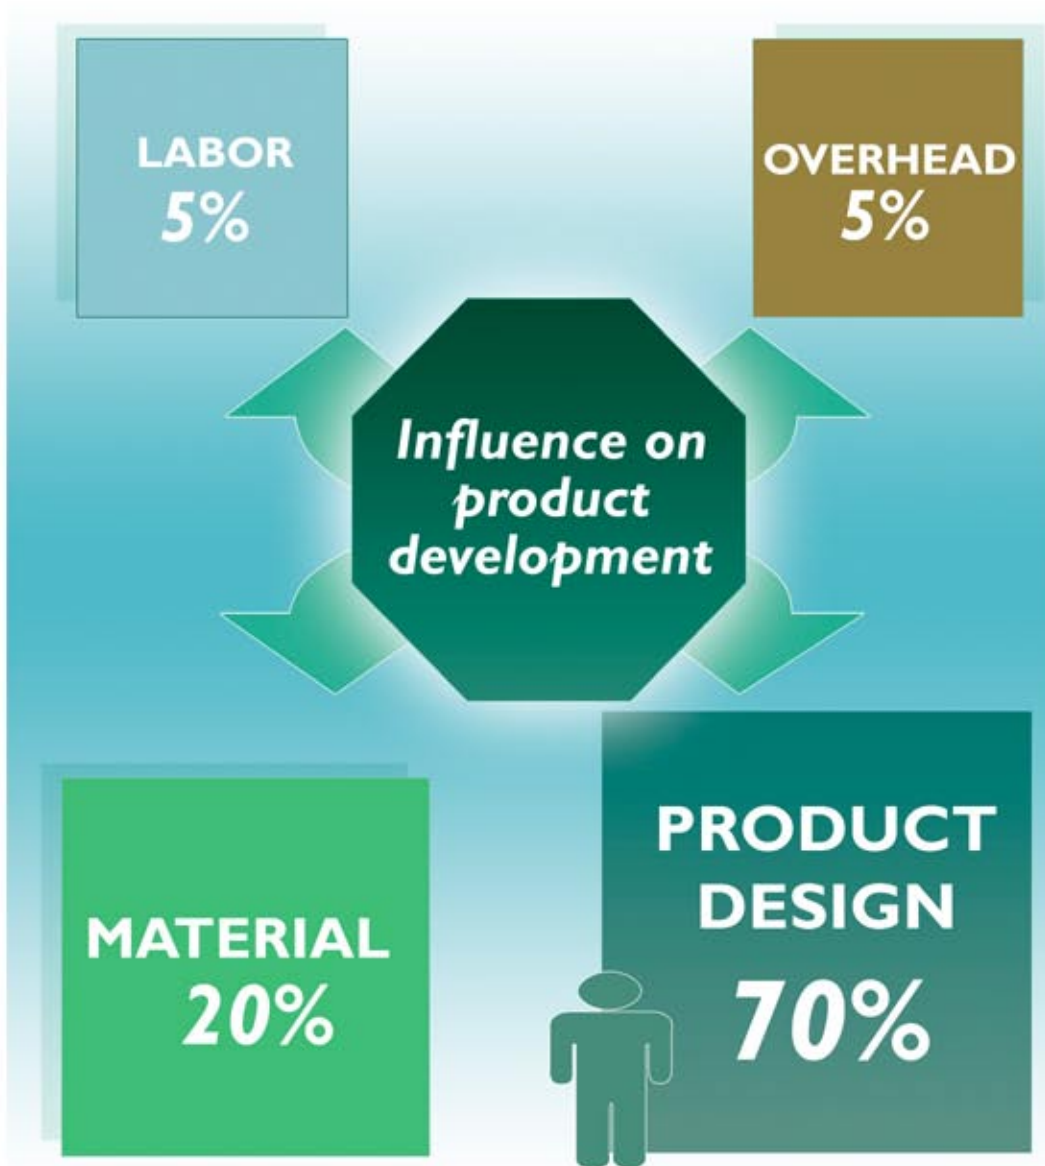 LABOR
5%
OVERHEAD
5%
Influence on
product
development
MATERIAL
20%
PRODUCT
DESIGN
70%